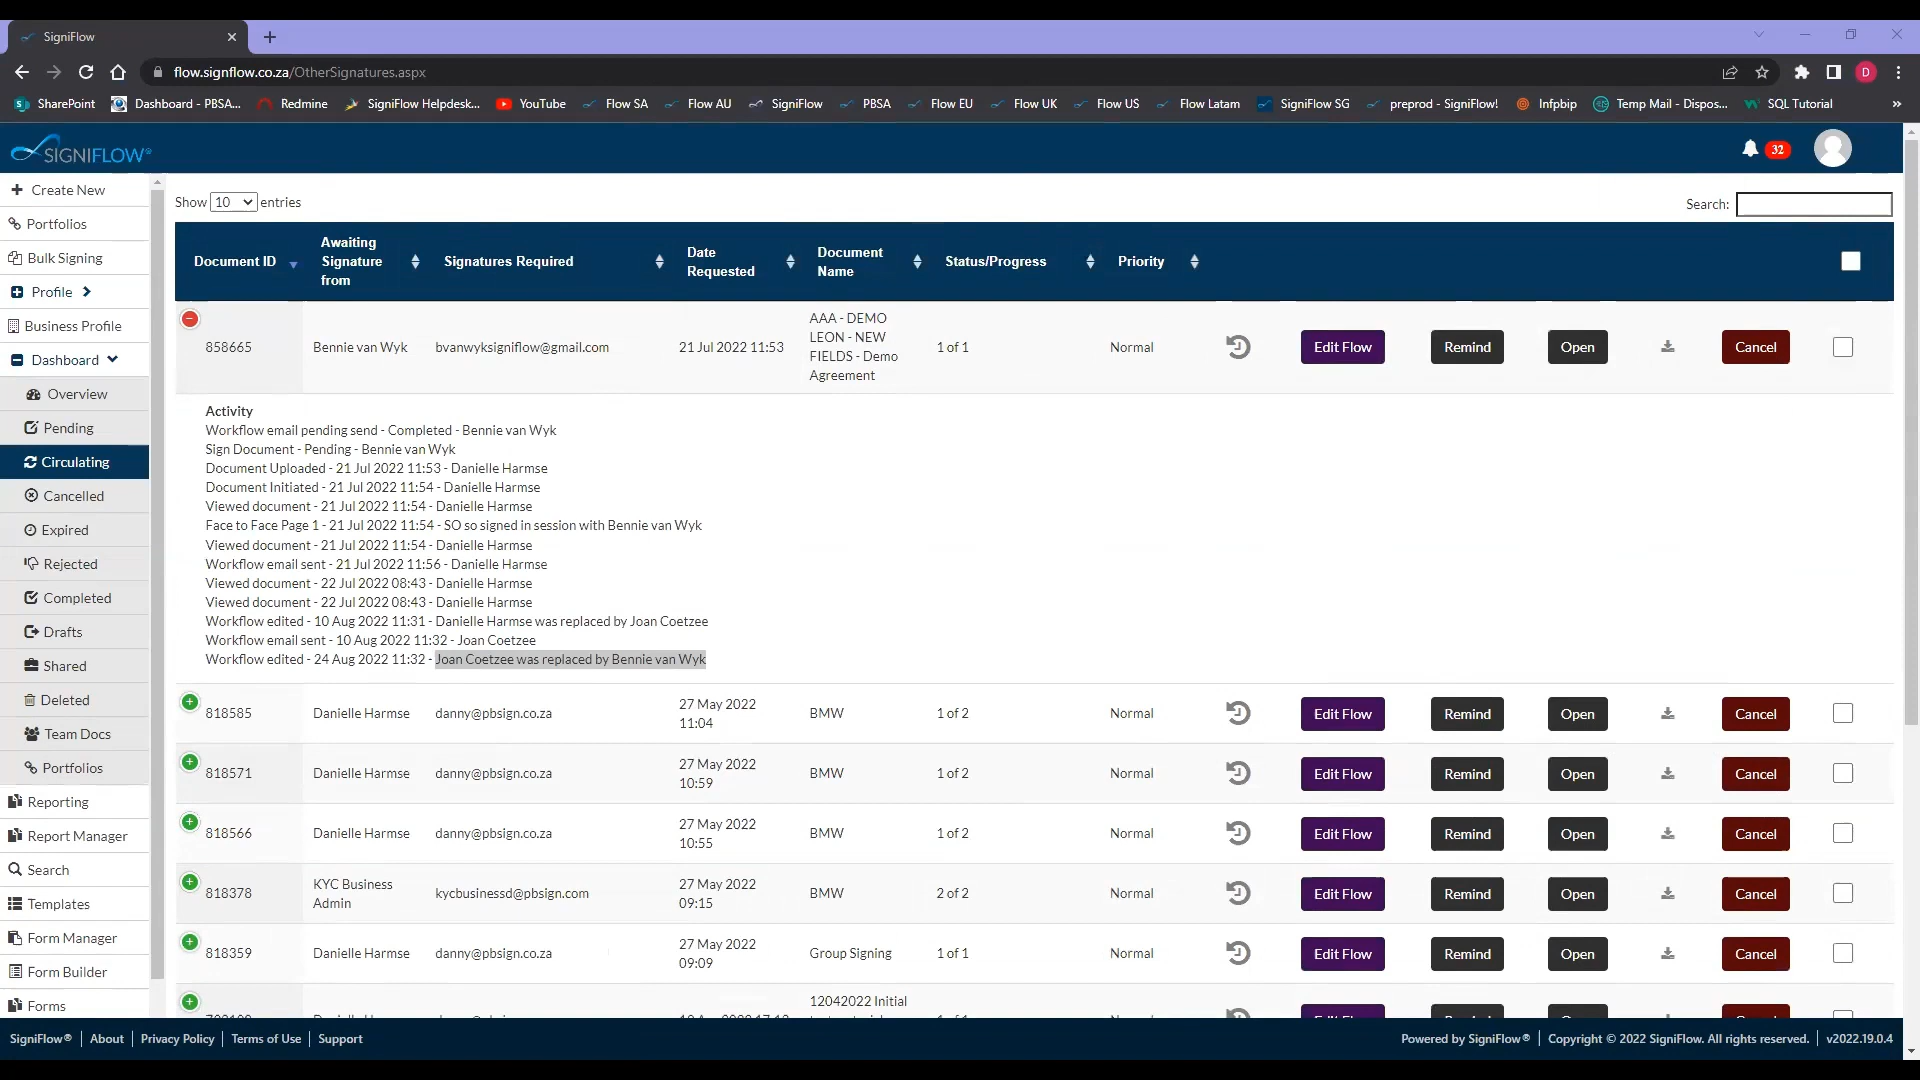 SigniFlow
flow.signflow.co.za/OtherSignatures.aspx
D
SharePoint Dashboard - PBSA... Redmine SigniFlow Helpdesk... YouTube Flow SA Flow AU SigniFlow PBSA Flow EU Flow UK Flow US Flow Latam SigniFlow SG preprod - SigniFlow! Infpbip Temp Mail - Dispos... SQL Tutorial »
SIGNIFLOW®
32
Create New
Portfolios
Bulk Signing
Profile
Business Profile
Dashboard
Overview
Pending
Circulating
Cancelled
Expired
Rejected
Completed
Drafts
Shared
Deleted
Team Docs
Portfolios
Reporting
Report Manager
Search
Templates
Form Manager
Form Builder
Forms
Show 10 entries
Search:
Document ID
Awaiting
Signature
from
Signatures Required
Date
Requested
Document
Name
Status/Progress
Priority
858665 Bennie van Wyk bvanwyksigniflow@gmail.com 21 Jul 2022 11:53
AAA - DEMO
LEON - NEW
FIELDS - Demo
Agreement
1 of 1 Normal Edit Flow Remind Open Cancel
Activity
Workflow email pending send - Completed - Bennie van Wyk
Sign Document - Pending - Bennie van Wyk
Document Uploaded - 21 Jul 2022 11:53 - Danielle Harmse
Document Initiated - 21 Jul 2022 11:54 - Danielle Harmse
Viewed document - 21 Jul 2022 11:54 - Danielle Harmse
Face to Face Page 1 - 21 Jul 2022 11:54 - SO so signed in session with Bennie van Wyk
Viewed document - 21 Jul 2022 11:54 - Danielle Harmse
Workflow email sent - 21 Jul 2022 11:56 - Danielle Harmse
Viewed document - 22 Jul 2022 08:43 - Danielle Harmse
Viewed document - 22 Jul 2022 08:43 - Danielle Harmse
Workflow edited - 10 Aug 2022 11:31 - Danielle Harmse was replaced by Joan Coetzee
Workflow email sent - 10 Aug 2022 11:32 - Joan Coetzee
Workflow edited - 24 Aug 2022 11:32 - Joan Coetzee was replaced by Bennie van Wyk
818585 Danielle Harmse danny@pbsign.co.za
27 May 2022
11:04
BMW 1 of 2 Normal Edit Flow Remind Open Cancel
818571 Danielle Harmse danny@pbsign.co.za
27 May 2022
10:59
BMW 1 of 2 Normal Edit Flow Remind Open Cancel
818566 Danielle Harmse danny@pbsign.co.za
27 May 2022
10:55
BMW 1 of 2 Normal Edit Flow Remind Open Cancel
818378
KYC Business
Admin
kycbusinessd@pbsign.com
27 May 2022
09:15
BMW 2 of 2 Normal Edit Flow Remind Open Cancel
818359 Danielle Harmse danny@pbsign.co.za
27 May 2022
09:09
Group Signing 1 of 1 Normal Edit Flow Remind Open Cancel
12042022 Initial
SigniFlow® | About | Privacy Policy | Terms of Use | Support
Powered by SigniFlow® | Copyright © 2022 SigniFlow. All rights reserved. | v2022.19.0.4